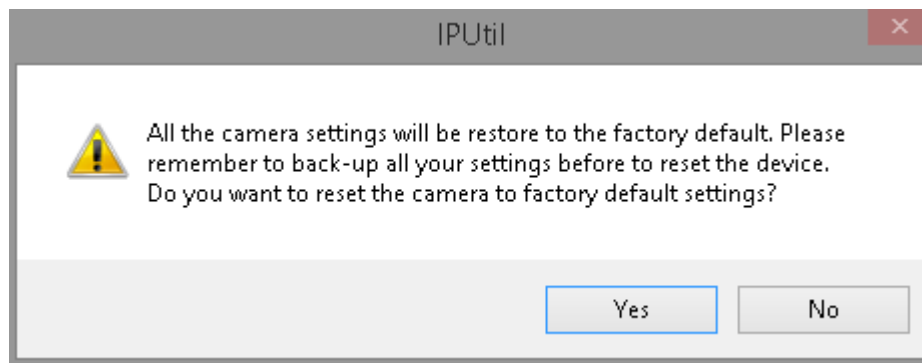 IPUtil
All the camera settings will be restore to the factory default. Please
remember to back-up all your settings before to reset the device.
Do you want to reset the camera to factory default settings?
Yes
No